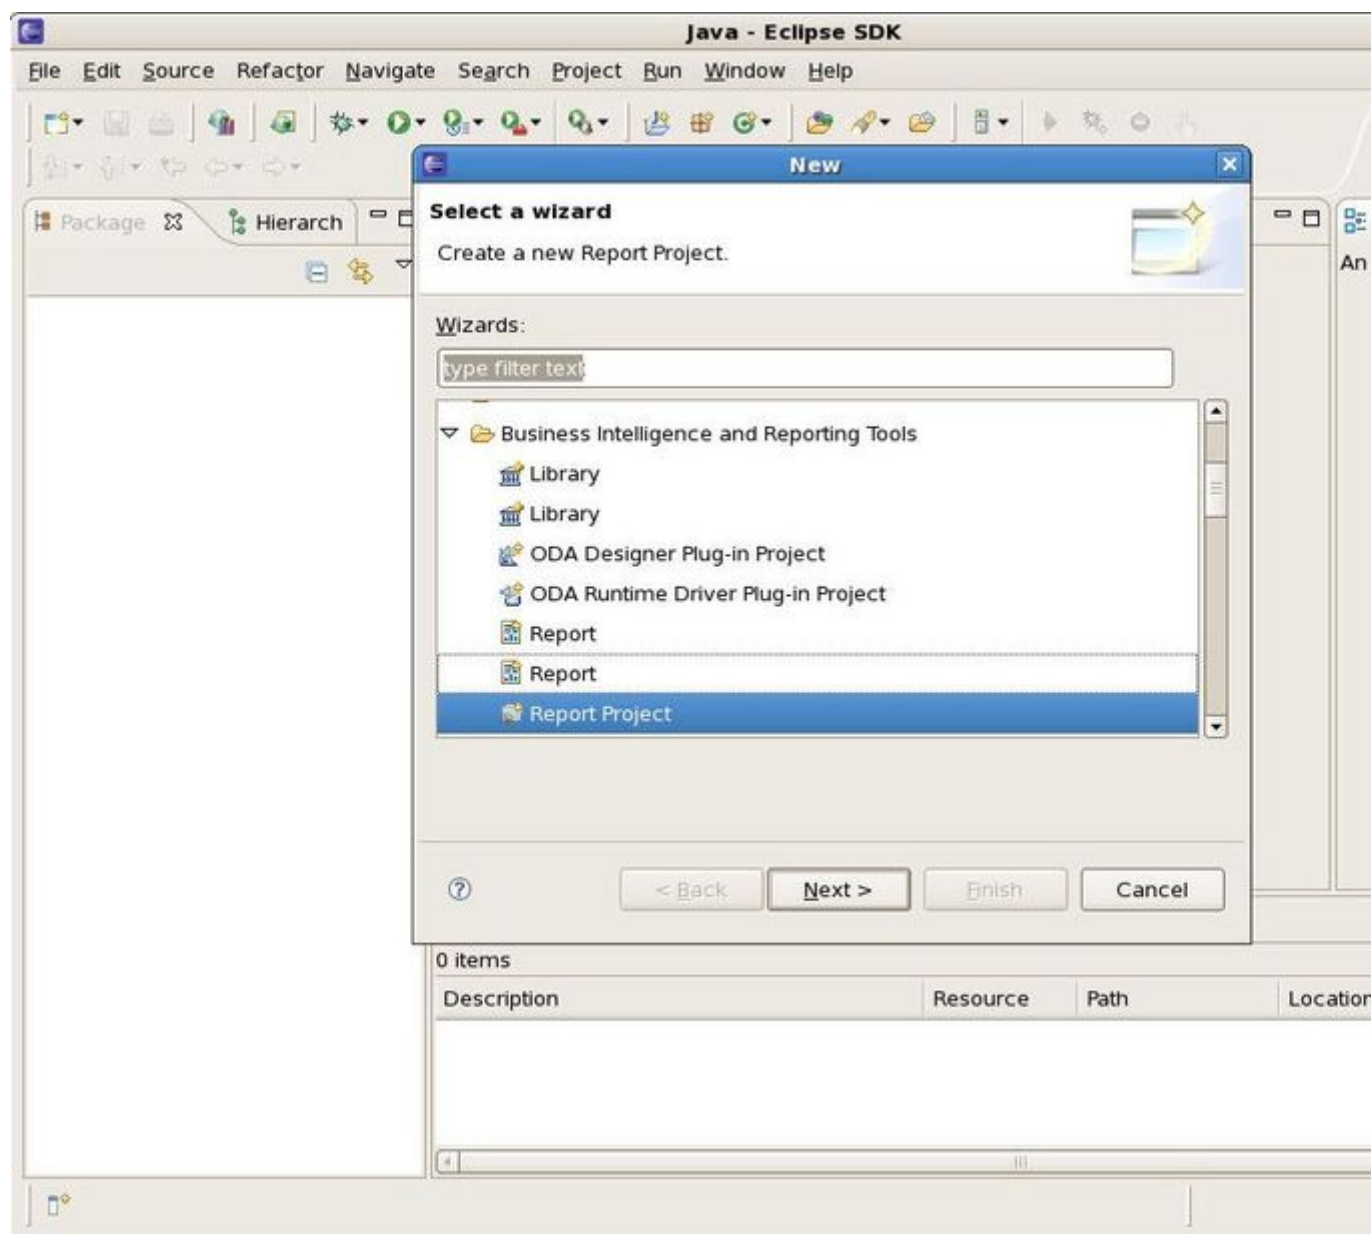 Java - Eclipse SDK
File Edit Source Refactor Navigate Search Project Run Window Help
New
Package Hierarch
Select a wizard
Create a new Report Project.
An
Wizards:
type filter text
Business Intelligence and Reporting Tools
Library
Library
ODA Designer Plug-in Project
ODA Runtime Driver Plug-in Project
Report
Report
Report Project
< Back Next > Finish Cancel
0 items
Description Resource Path Location